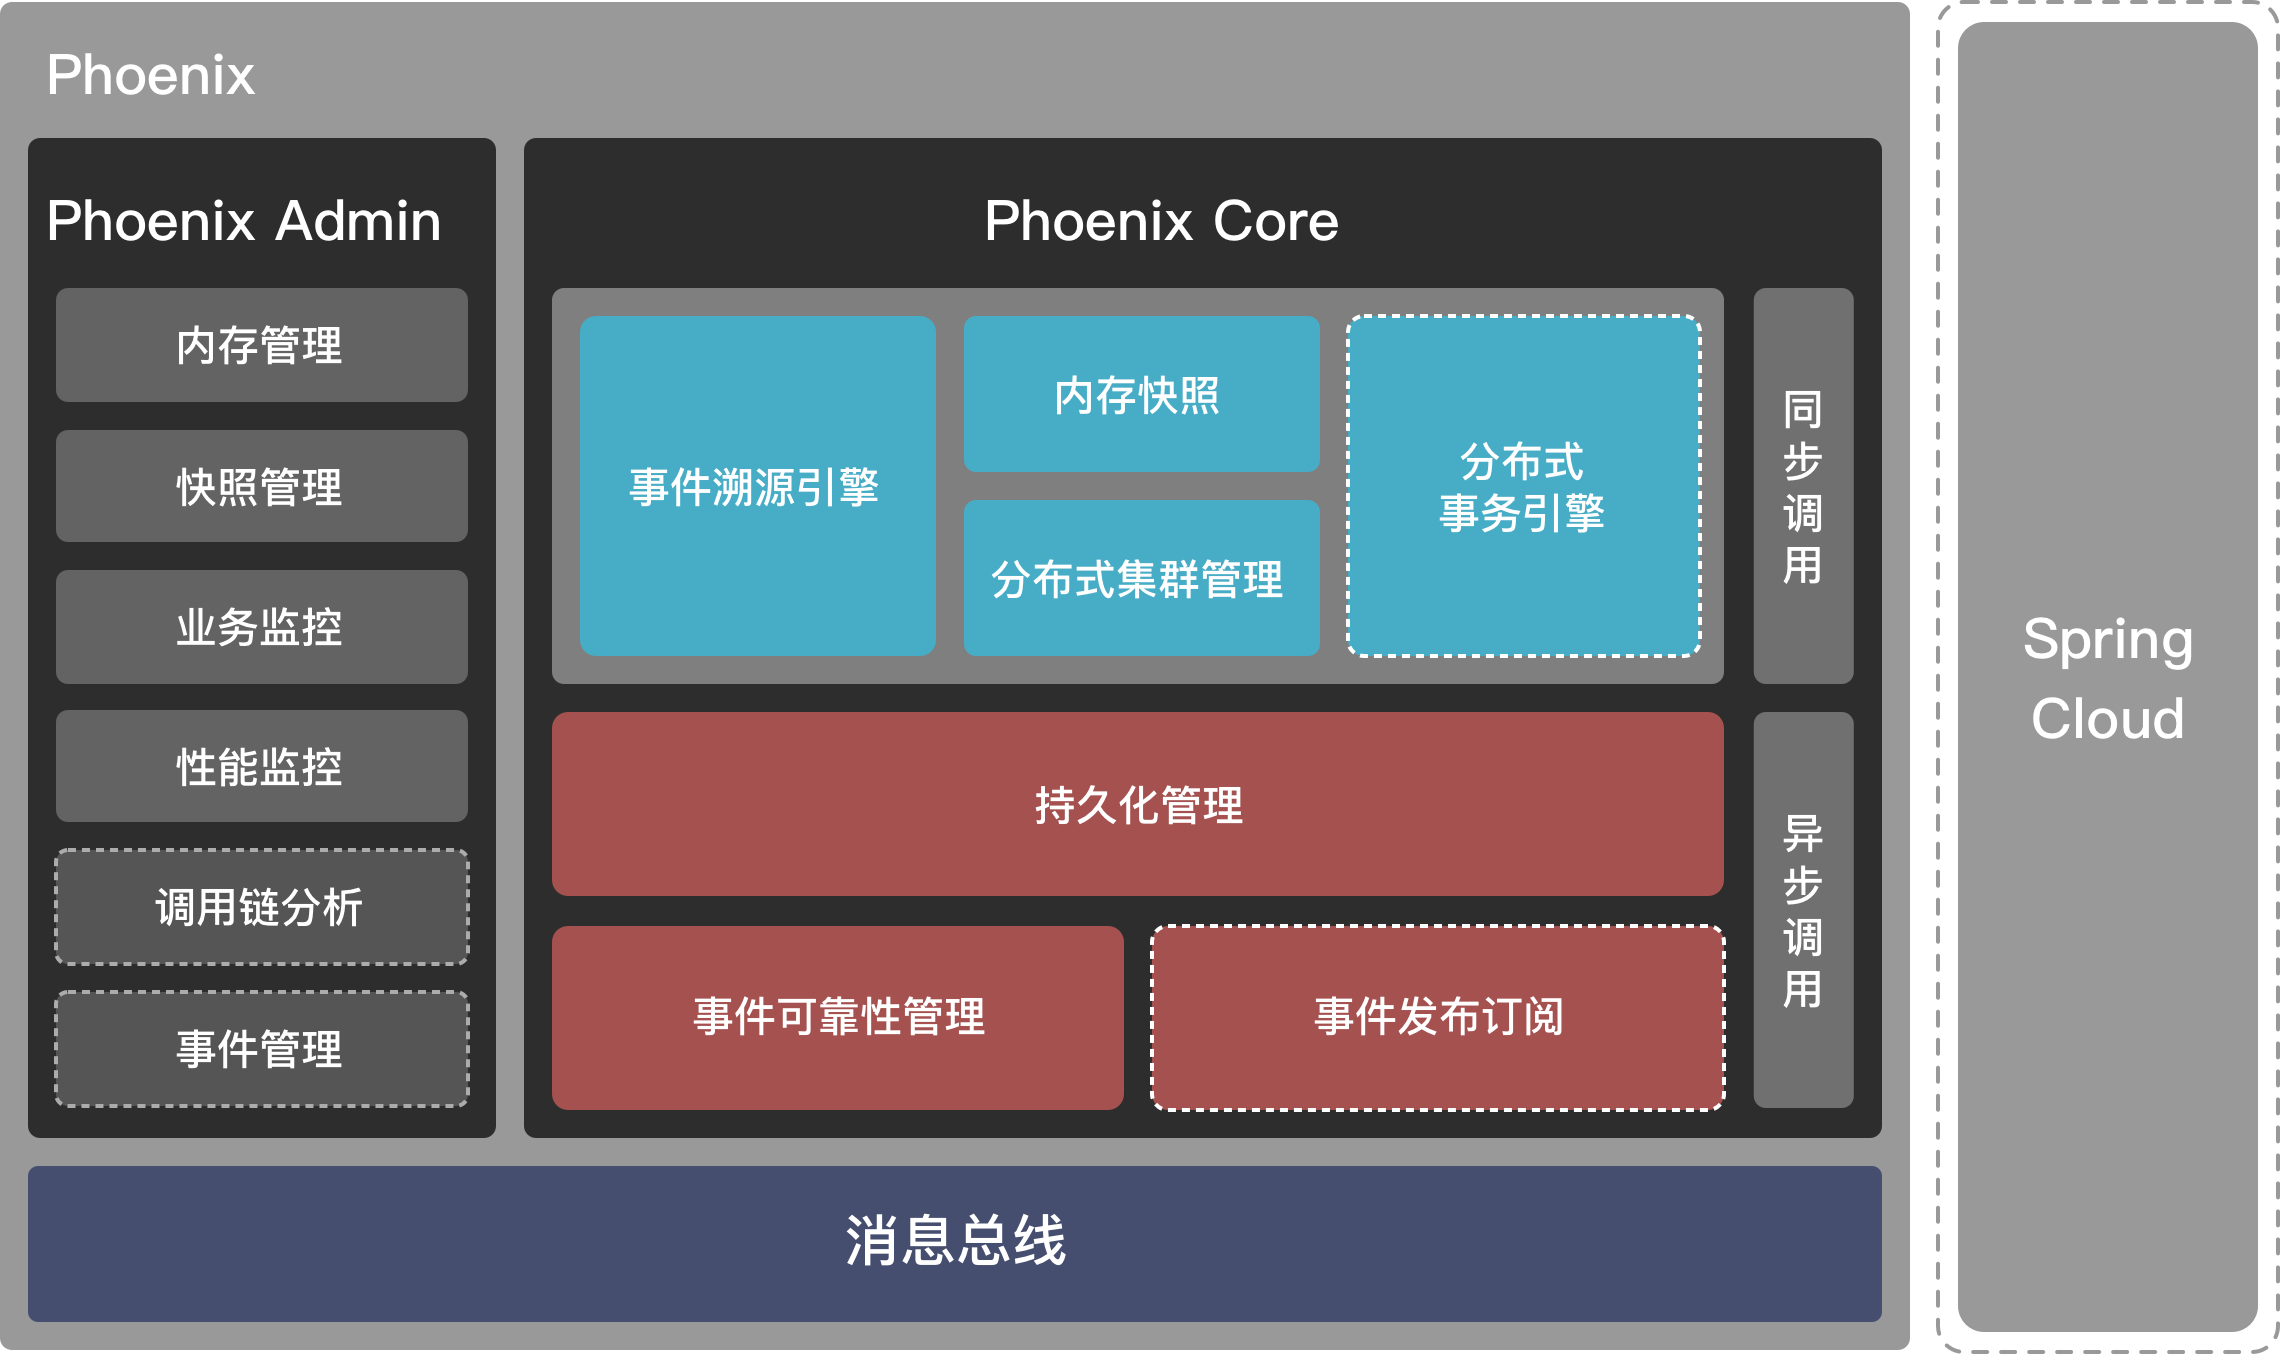 Phoenix
Phoenix Admin
内存管理
快照管理
业务监控
性能监控
调用链分析
事件管理
Phoenix Core
事件溯源引擎
内存快照
分布式集群管理
分布式
事务引擎
同步调用
持久化管理
事件可靠性管理
事件发布订阅
异步调用
消息总线
Spring
Cloud